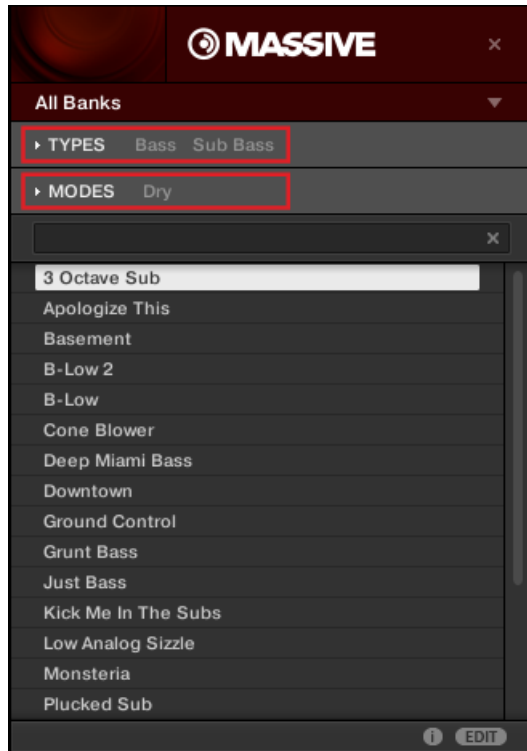 MASSIVE
All Banks
TYPES Bass Sub Bass
MODES Dry
3 Octave Sub
Apologize This
Basement
B-Low 2
B-Low
Cone Blower
Deep Miami Bass
Downtown
Ground Control
Grunt Bass
Just Bass
Kick Me In The Subs
Low Analog Sizzle
Monsteria
Plucked Sub
i EDIT